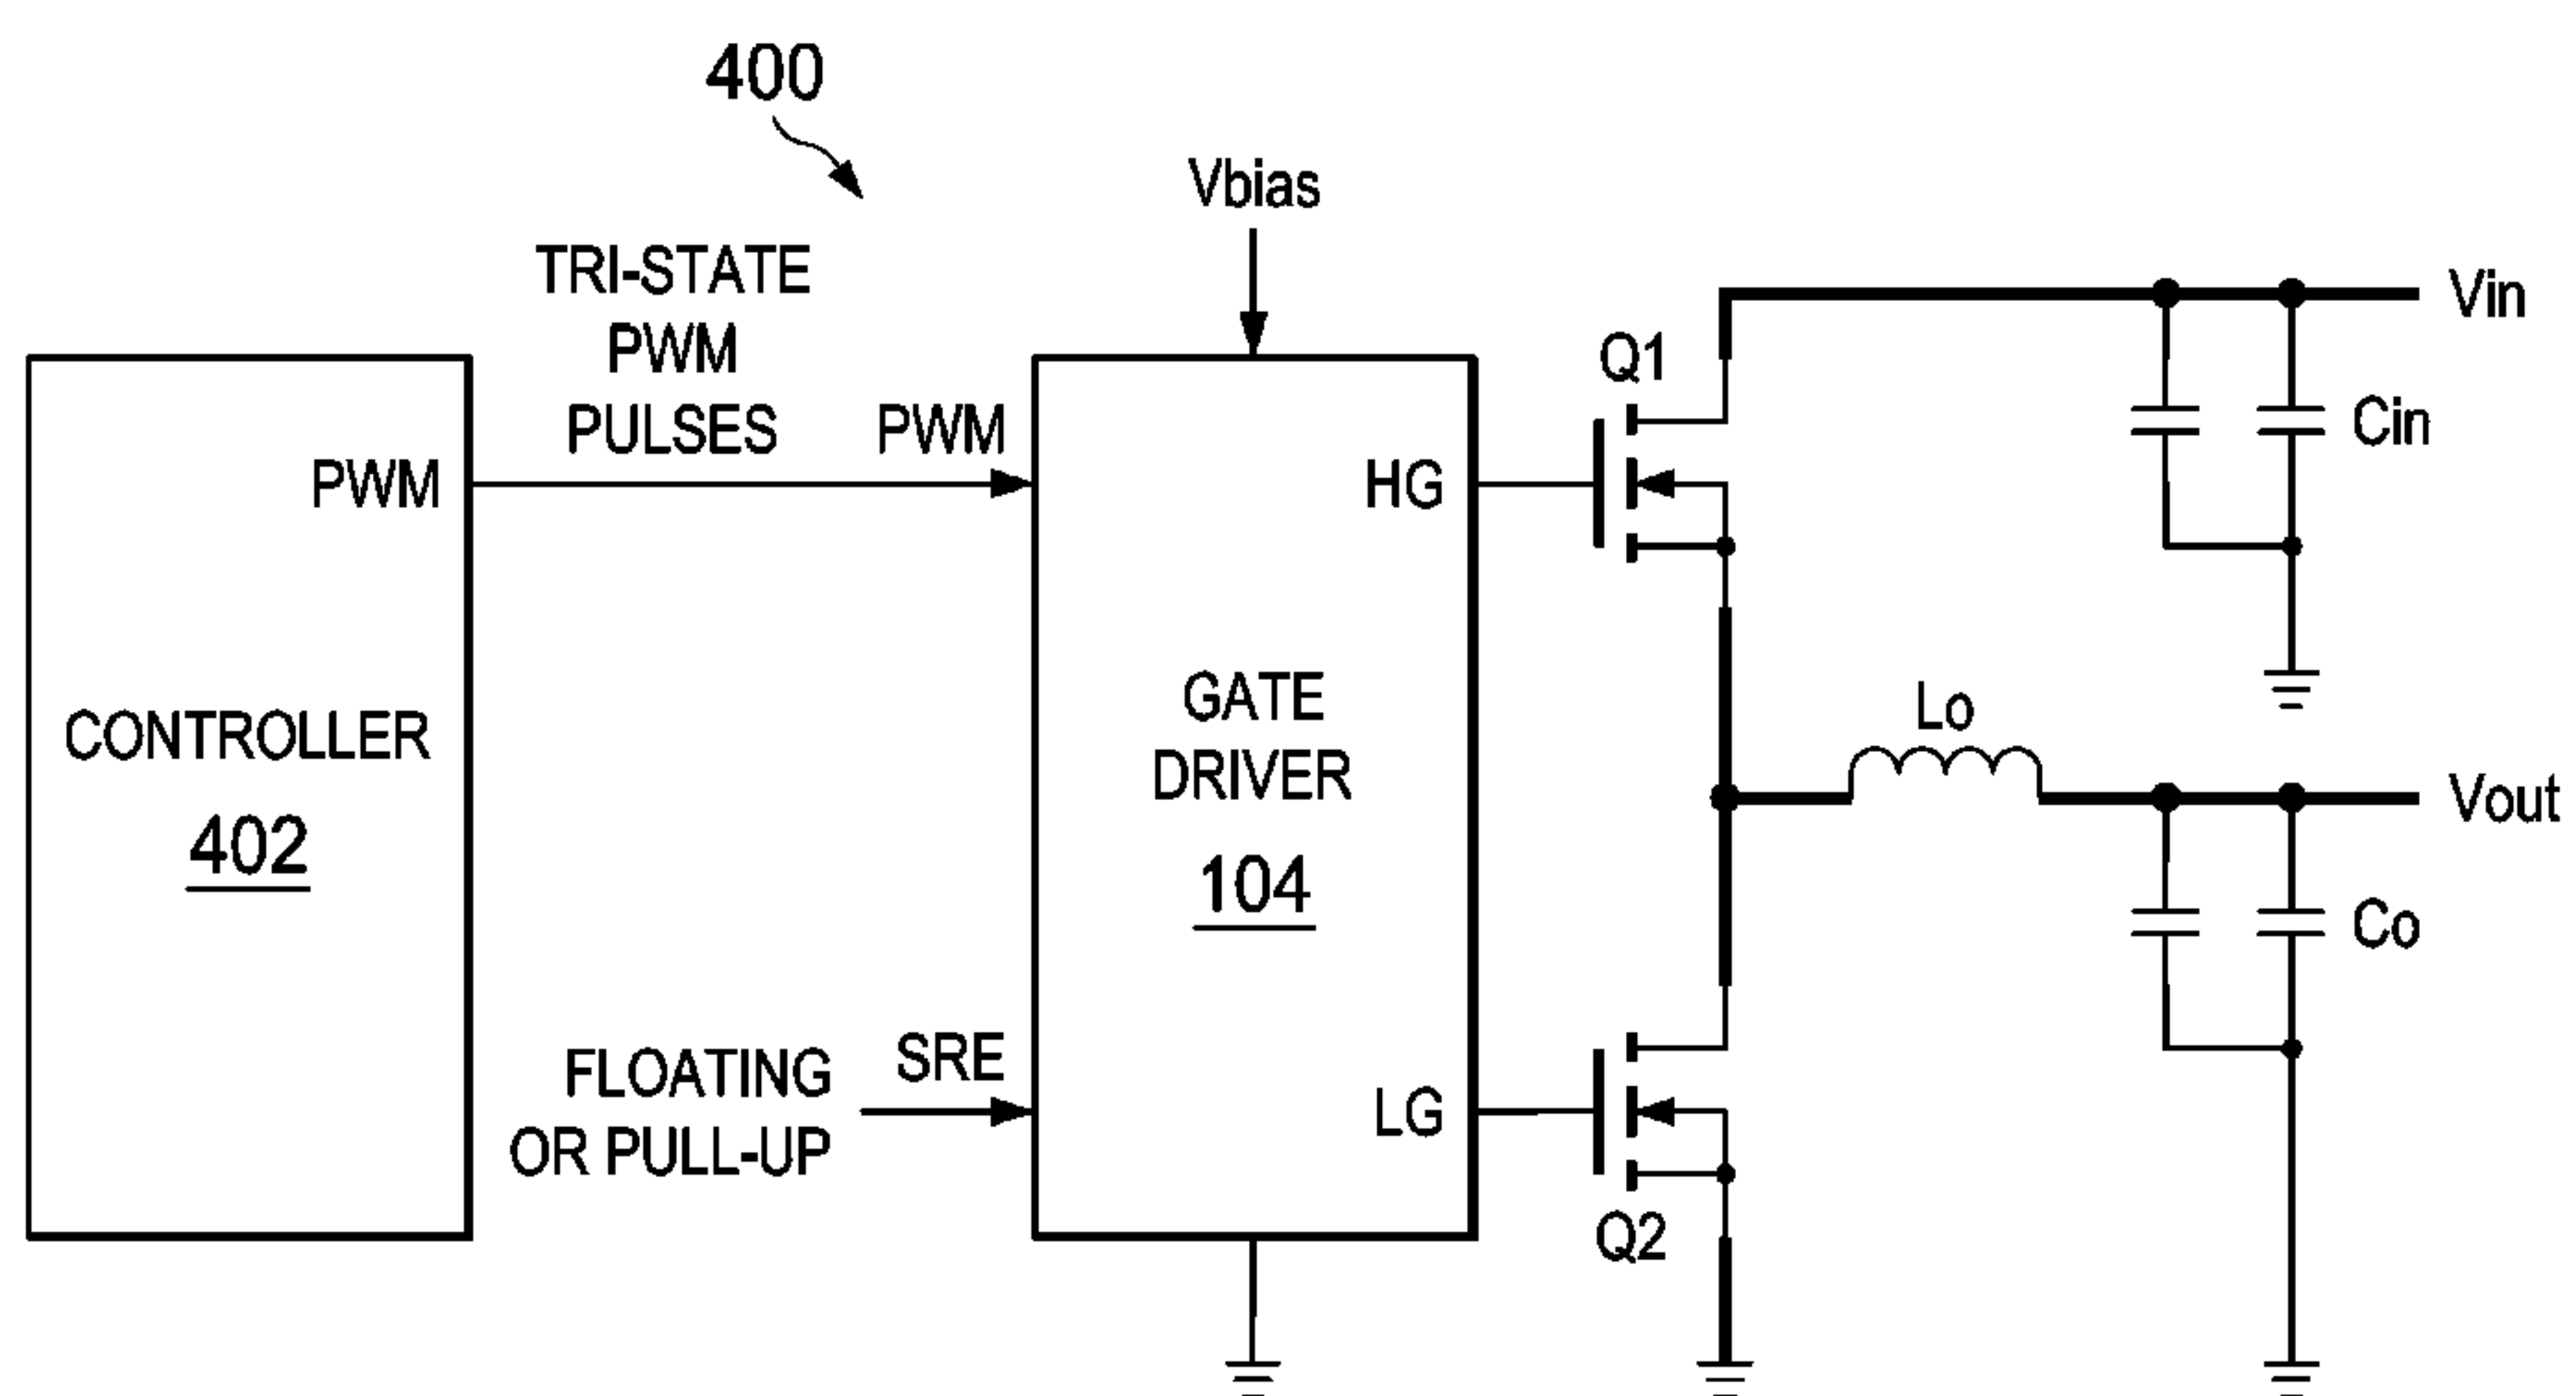 400
Vbias
TRI-STATE
PWM
PULSES
PWM
PWM
CONTROLLER
402
FLOATING
OR PULL-UP
SRE
GATE
DRIVER
104
HG
LG
Q1
Q2
Vin
Cin
Lo
Vout
Co